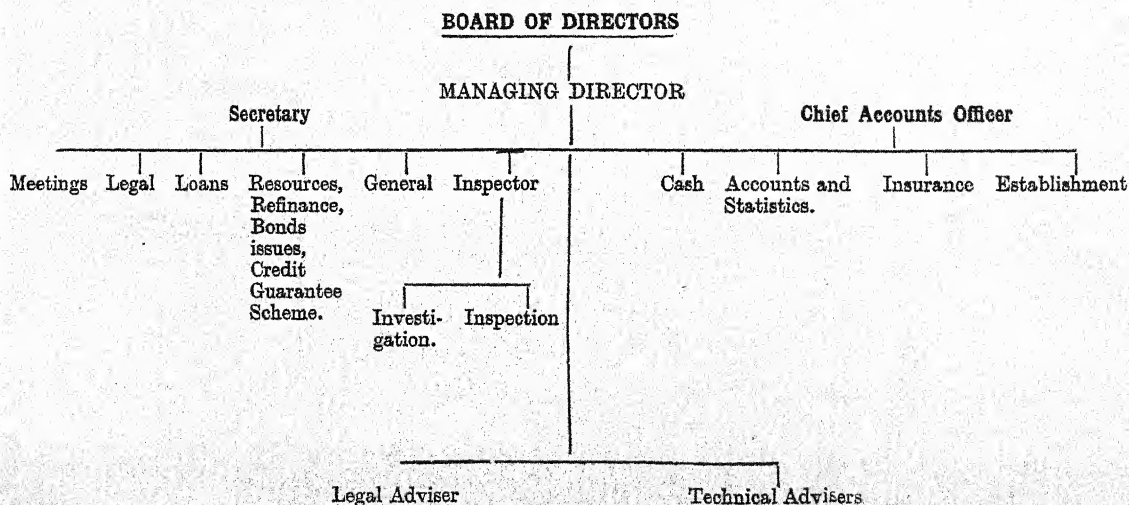 BOARD OF DIRECTORS
MANAGING DIRECTOR
Secretary
Chief Accounts Officer
Meetings
Legal
Loans
Resources,
Refinance,
Bonds
issues,
Credit
Guarantee
Scheme.
General
Inspector
Cash
Accounts and
Statistics.
Insurance
Establishment
Investi-
gation.
Inspection
Legal Adviser
Technical Advisers